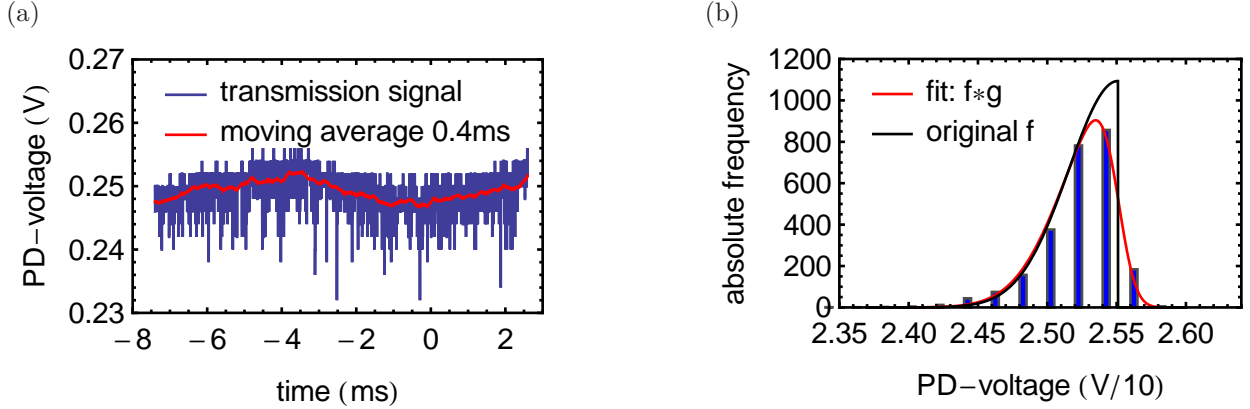 (a)
0.27
0.26
0.25
0.24
0.23
PD−voltage (V)
transmission signal
moving average 0.4ms
−8 −6 −4 −2 0 2
time (ms)
(b)
1200
1000
800
600
400
200
0
absolute frequency
fit: f*g
original f
2.35 2.40 2.45 2.50 2.55 2.60
PD−voltage (V/10)